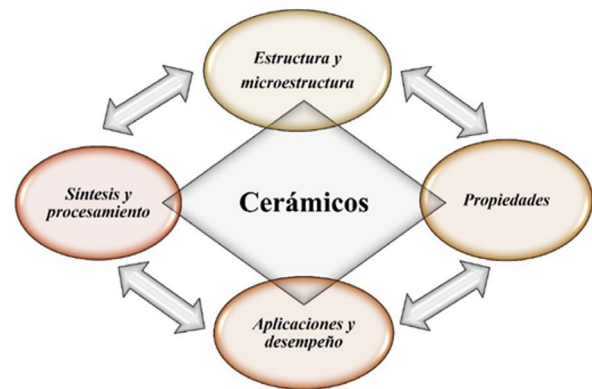 Estructura y
microestructura
Síntesis y
procesamiento
Cerámicos
Propiedades
Aplicaciones y
desempeño